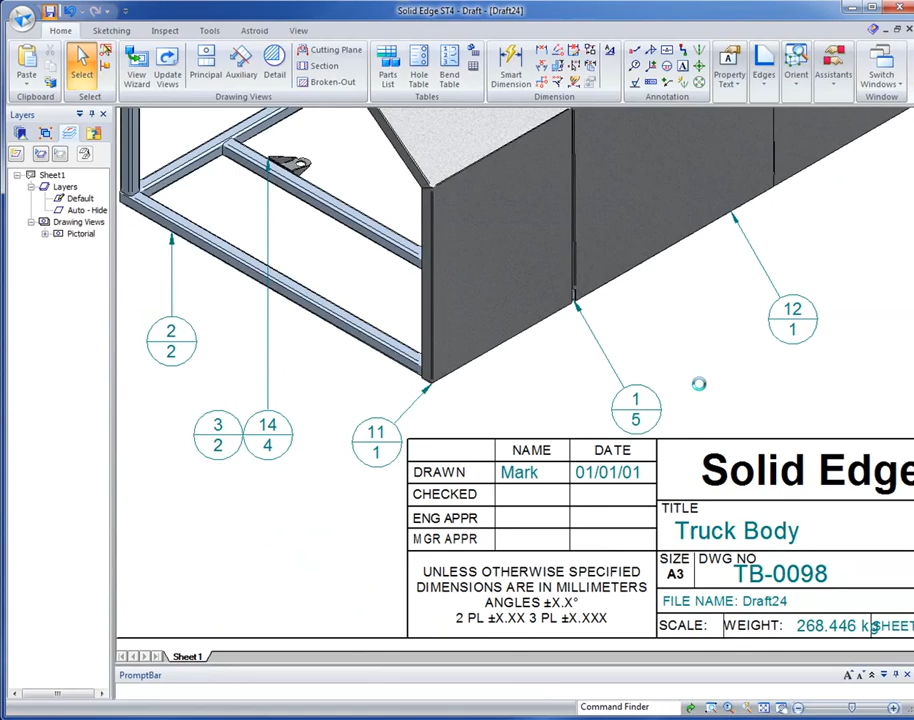 Solid Edge ST4 - Draft - [Draft24]
Home Sketching Inspect Tools Astroid View
Paste
Clipboard
Select
Select
View Wizard
Update Views
Principal
Auxiliary
Detail
Cutting Plane
Section
Broken-Out
Drawing Views
Parts List
Hole Table
Bend Table
Tables
Smart Dimension
Dimension
Annotation
Property Text
Edges
Orient
Assistants
Switch Windows
Window
Layers
Sheet1
Layers
Default
Auto - Hide
Drawing Views
Pictorial
2
2
3
2
14
4
11
1
1
5
12
1
NAME DATE
DRAWN Mark 01/01/01
CHECKED
ENG APPR
MGR APPR
UNLESS OTHERWISE SPECIFIED
DIMENSIONS ARE IN MILLIMETERS
ANGLES ±X.X°
2 PL ±X.XX 3 PL ±X.XXX
Solid Edge
TITLE
Truck Body
SIZE DWG NO
A3 TB-0098
FILE NAME: Draft24
SCALE: WEIGHT: 268.446 kg SHEET
Sheet1
PromptBar
Command Finder